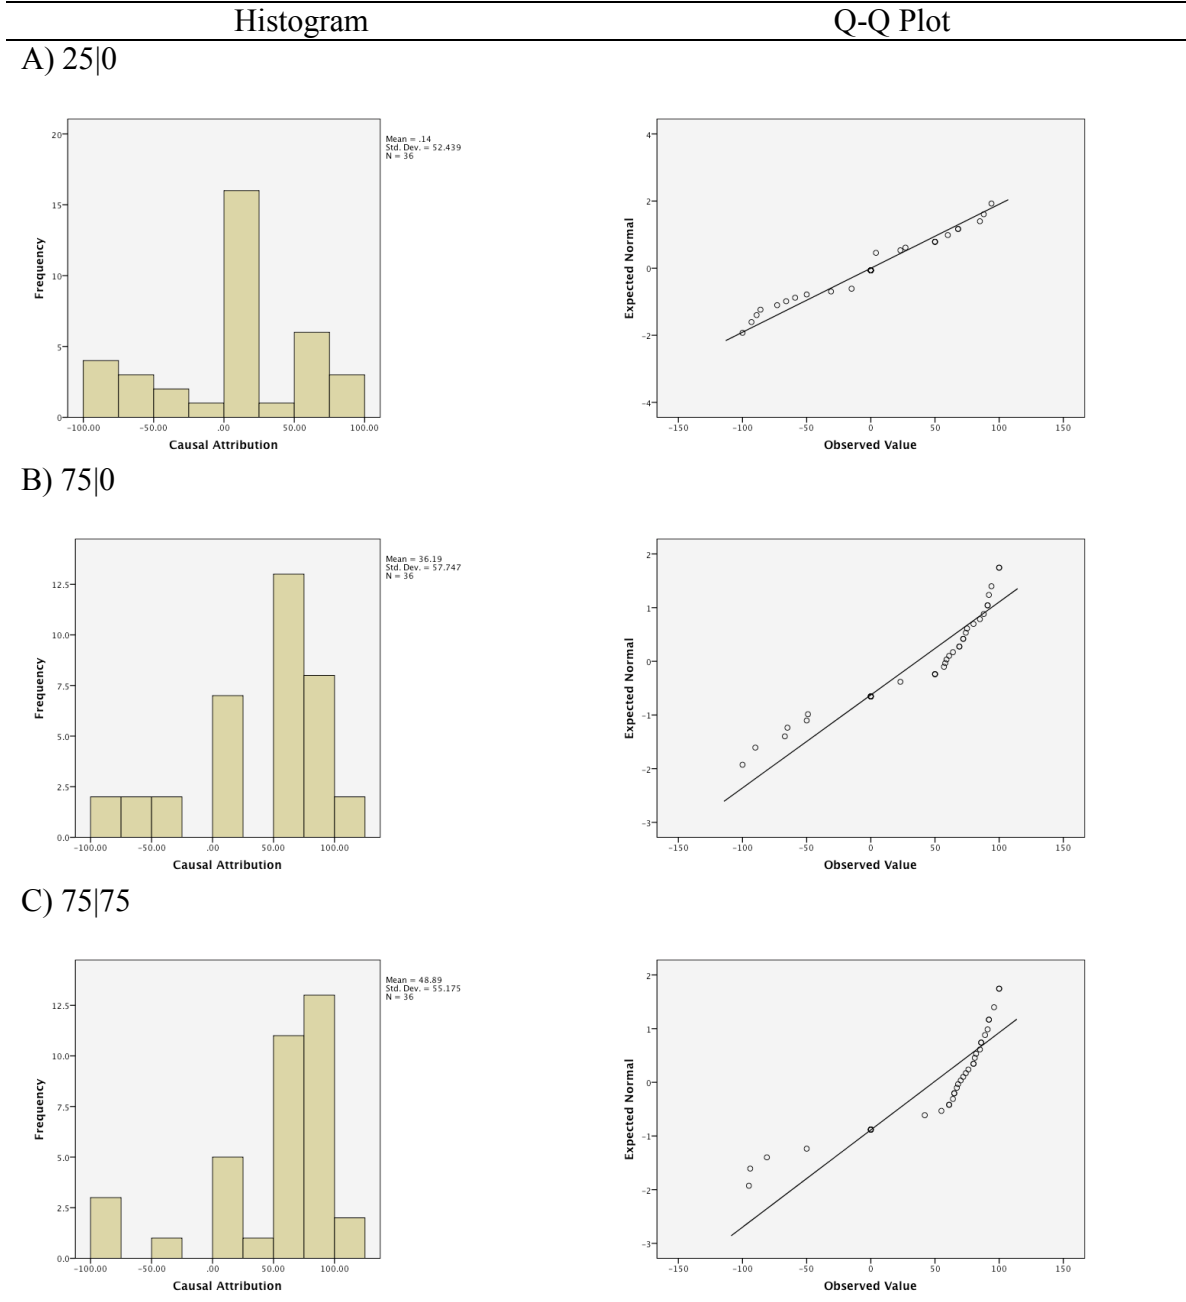 Histogram Q-Q Plot
A) 25|0
20
15
10
5
0
Frequency
-100.00 -50.00 .00 50.00 100.00
Causal Attribution
Mean = .14
Std. Dev. = 52.439
N = 36
4
2
0
-2
-4
Expected Normal
-150 -100 -50 0 50 100 150
Observed Value
B) 75|0
12.5
10.0
7.5
5.0
2.5
0.0
Frequency
-100.00 -50.00 .00 50.00 100.00
Causal Attribution
Mean = 36.19
Std. Dev. = 57.747
N = 36
2
1
0
-1
-2
-3
Expected Normal
-150 -100 -50 0 50 100 150
Observed Value
C) 75|75
12.5
10.0
7.5
5.0
2.5
0.0
Frequency
-100.00 -50.00 .00 50.00 100.00
Causal Attribution
Mean = 48.89
Std. Dev. = 55.175
N = 36
2
1
0
-1
-2
-3
Expected Normal
-150 -100 -50 0 50 100 150
Observed Value